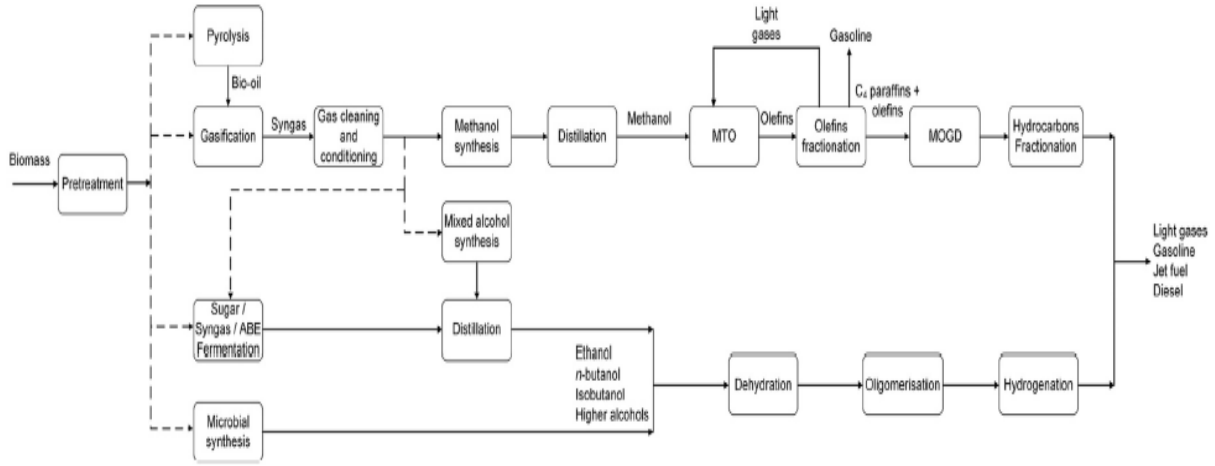 Biomass
Pretreatment
Pyrolysis
Bio-oil
Gasification
Syngas
Gas cleaning
and
conditioning
Methanol
synthesis
Distillation
Methanol
MTO
Light
gases
Olefins
Olefins
fractionation
Gasoline
C₄ paraffins +
olefins
MOGD
Hydrocarbons
Fractionation
Mixed alcohol
synthesis
Sugar /
Syngas / ABE
Fermentation
Distillation
Microbial
synthesis
Ethanol
n-butanol
Isobutanol
Higher alcohols
Dehydration
Oligomerisation
Hydrogenation
Light gases
Gasoline
Jet fuel
Diesel